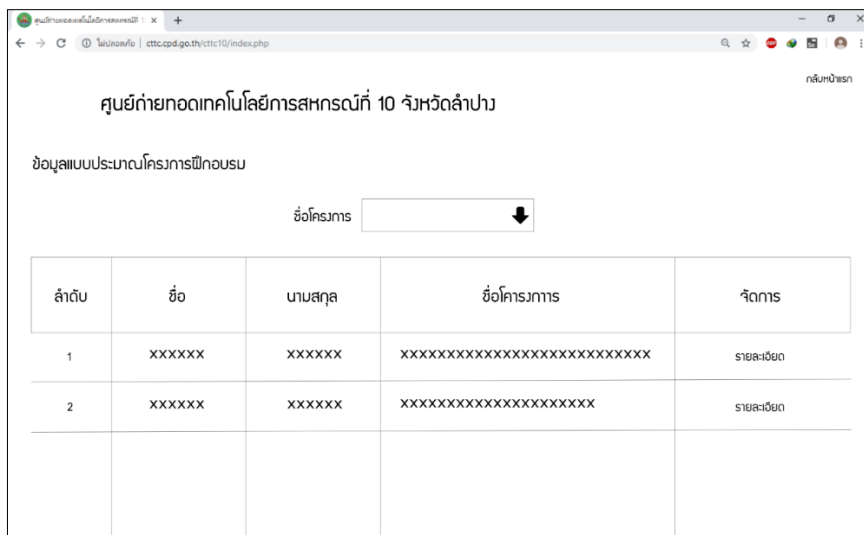 ศูนย์ถ่ายทอดเทคโนโลยีการสหกรณ์ที่ 1
ไม่ปลอดภัย | cttc.cpd.go.th/cttc10/index.php
กลับหน้าแรก
ศูนย์ถ่ายทอดเทคโนโลยีการสหกรณ์ที่ 10 จังหวัดลำปาง
ข้อมูลแบบประมาณโครงการฝึกอบรม
ชื่อโครงการ
ลำดับ ชื่อ นามสกุล ชื่อโคารงกาาร จัดการ
1 xxxxxx xxxxxx xxxxxxxxxxxxxxxxxxxxxxxxxxx รายละเอียด
2 xxxxxx xxxxxx xxxxxxxxxxxxxxxxxxxxx รายละเอียด